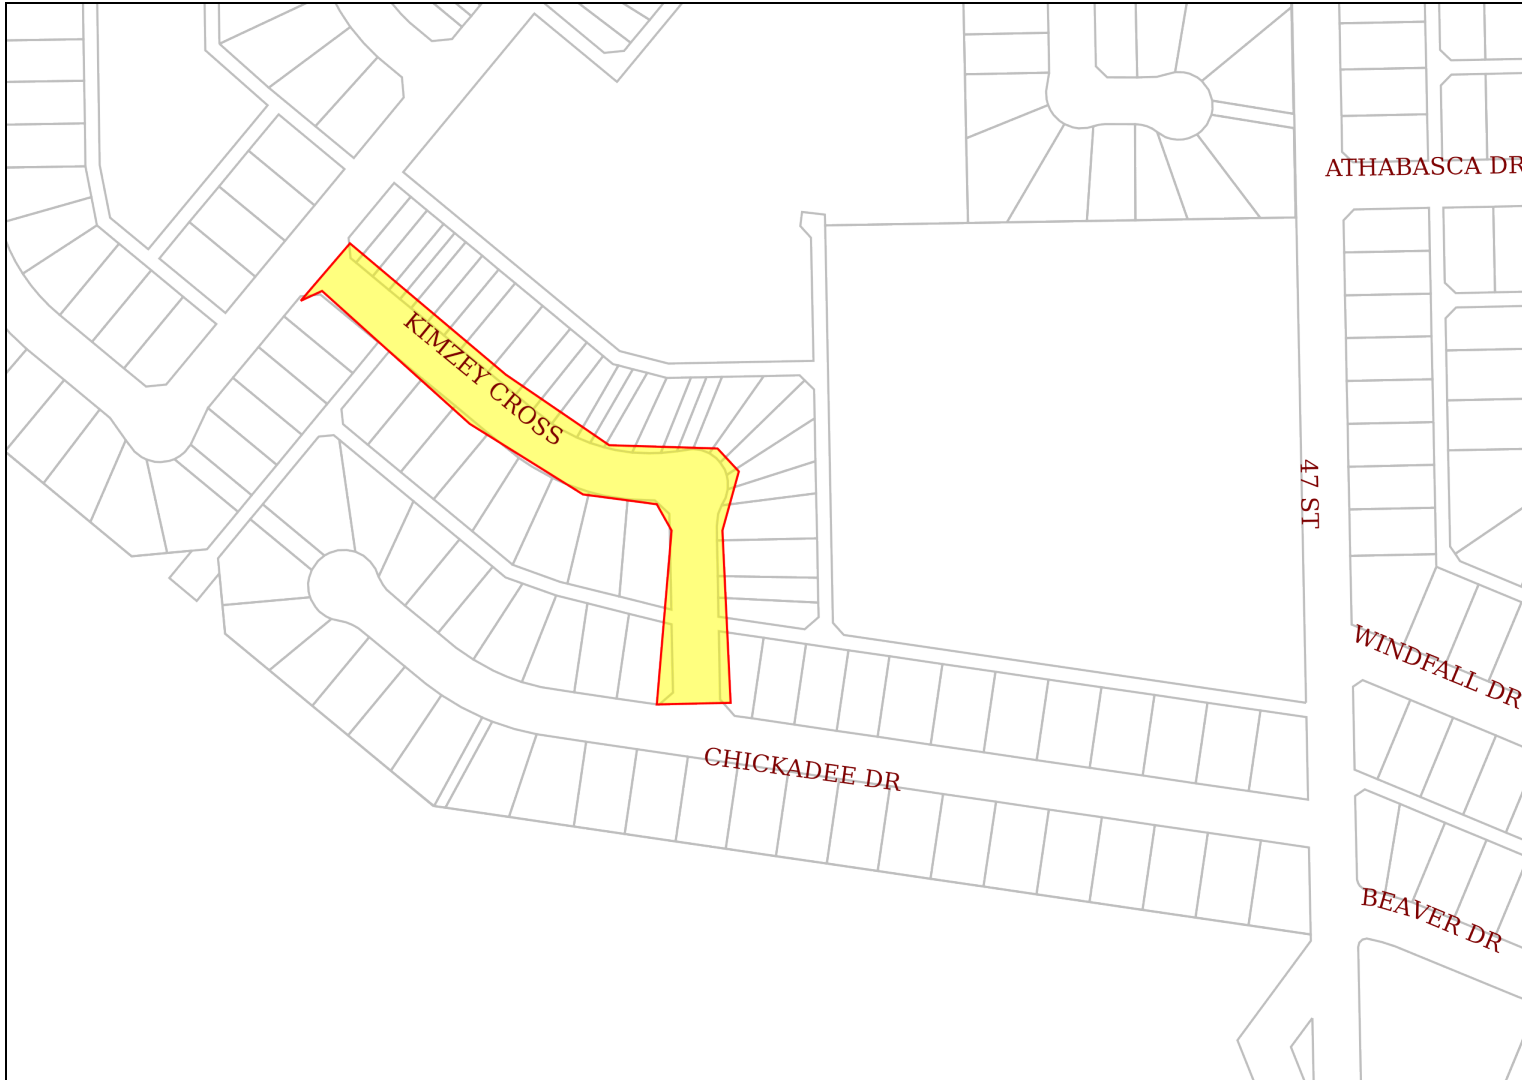 ATHABASCA DR
KIMZEY CROSS
47 ST
WINDFALL DR
CHICKADEE DR
BEAVER DR